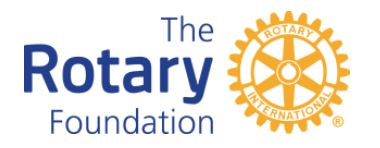 The
Rotary
Foundation
ROTARY
INTERNATIONAL
®